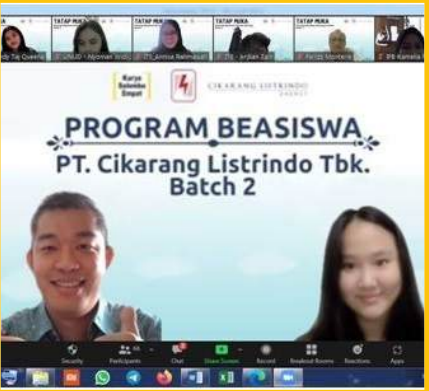 TATAP MUKA
TATAP MUKA
TATAP MUKA
TATAP MUKA
TATAP MUKA
Karya
Salemba
Empat
CIKARANG LISTRINDO
ENERGY
PROGRAM BEASISWA
PT. Cikarang Listrindo Tbk.
Batch 2
Security
Participants
Chat
Share Screen
Record
Breakout Rooms
Reactions
Apps